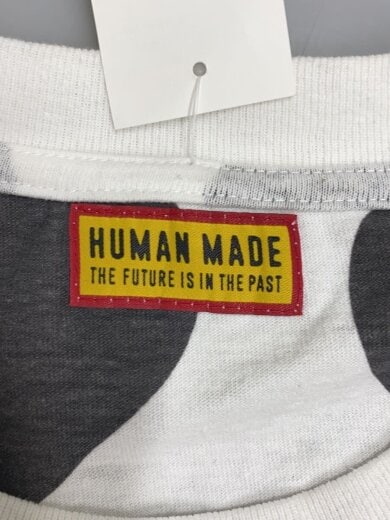 HUMAN MADE
THE FUTURE IS IN THE PAST